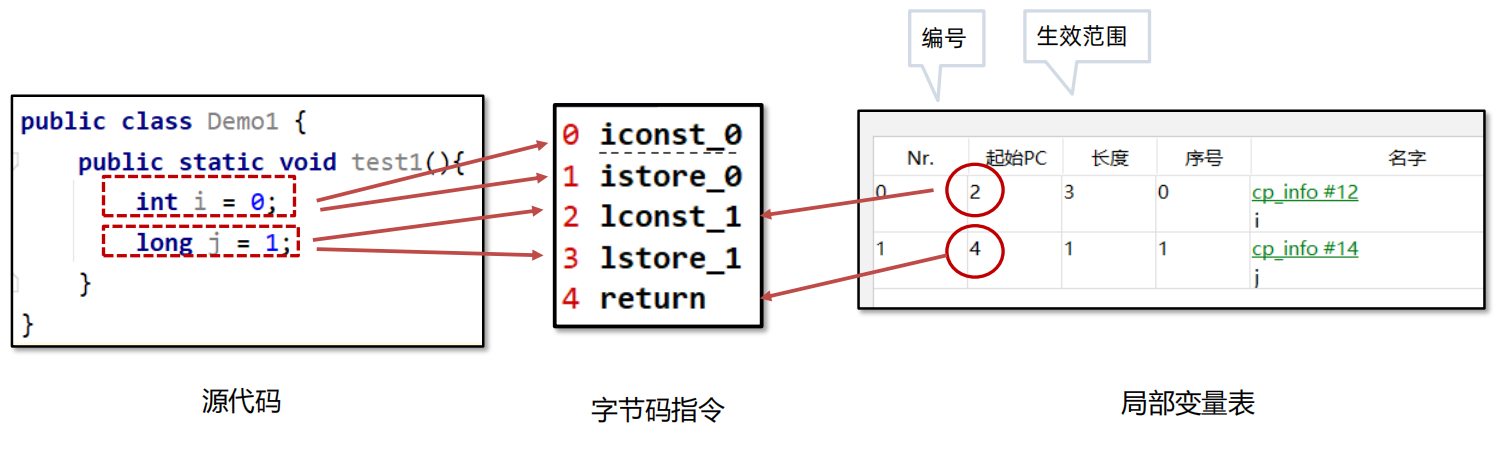 编号
生效范围
public class Demo1 {
public static void test1(){
int i = 0;
long j = 1;
}
}
0 iconst_0
1 istore_0
2 lconst_1
3 lstore_1
4 return
Nr. 起始PC 长度 序号 名字
0 2 3 0 cp_info #12
i
1 4 1 1 cp_info #14
j
源代码
字节码指令
局部变量表